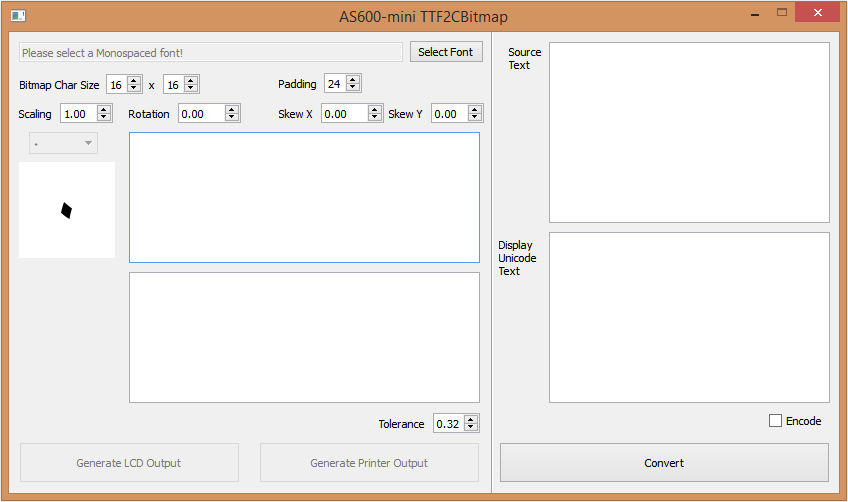 AS600-mini TTF2CBitmap
Please select a Monospaced font!
Select Font
Bitmap Char Size 16 x 16
Padding 24
Scaling 1.00 Rotation 0.00 Skew X 0.00 Skew Y 0.00
.
Tolerance 0.32
Generate LCD Output
Generate Printer Output
Source
Text
Display
Unicode
Text
Encode
Convert